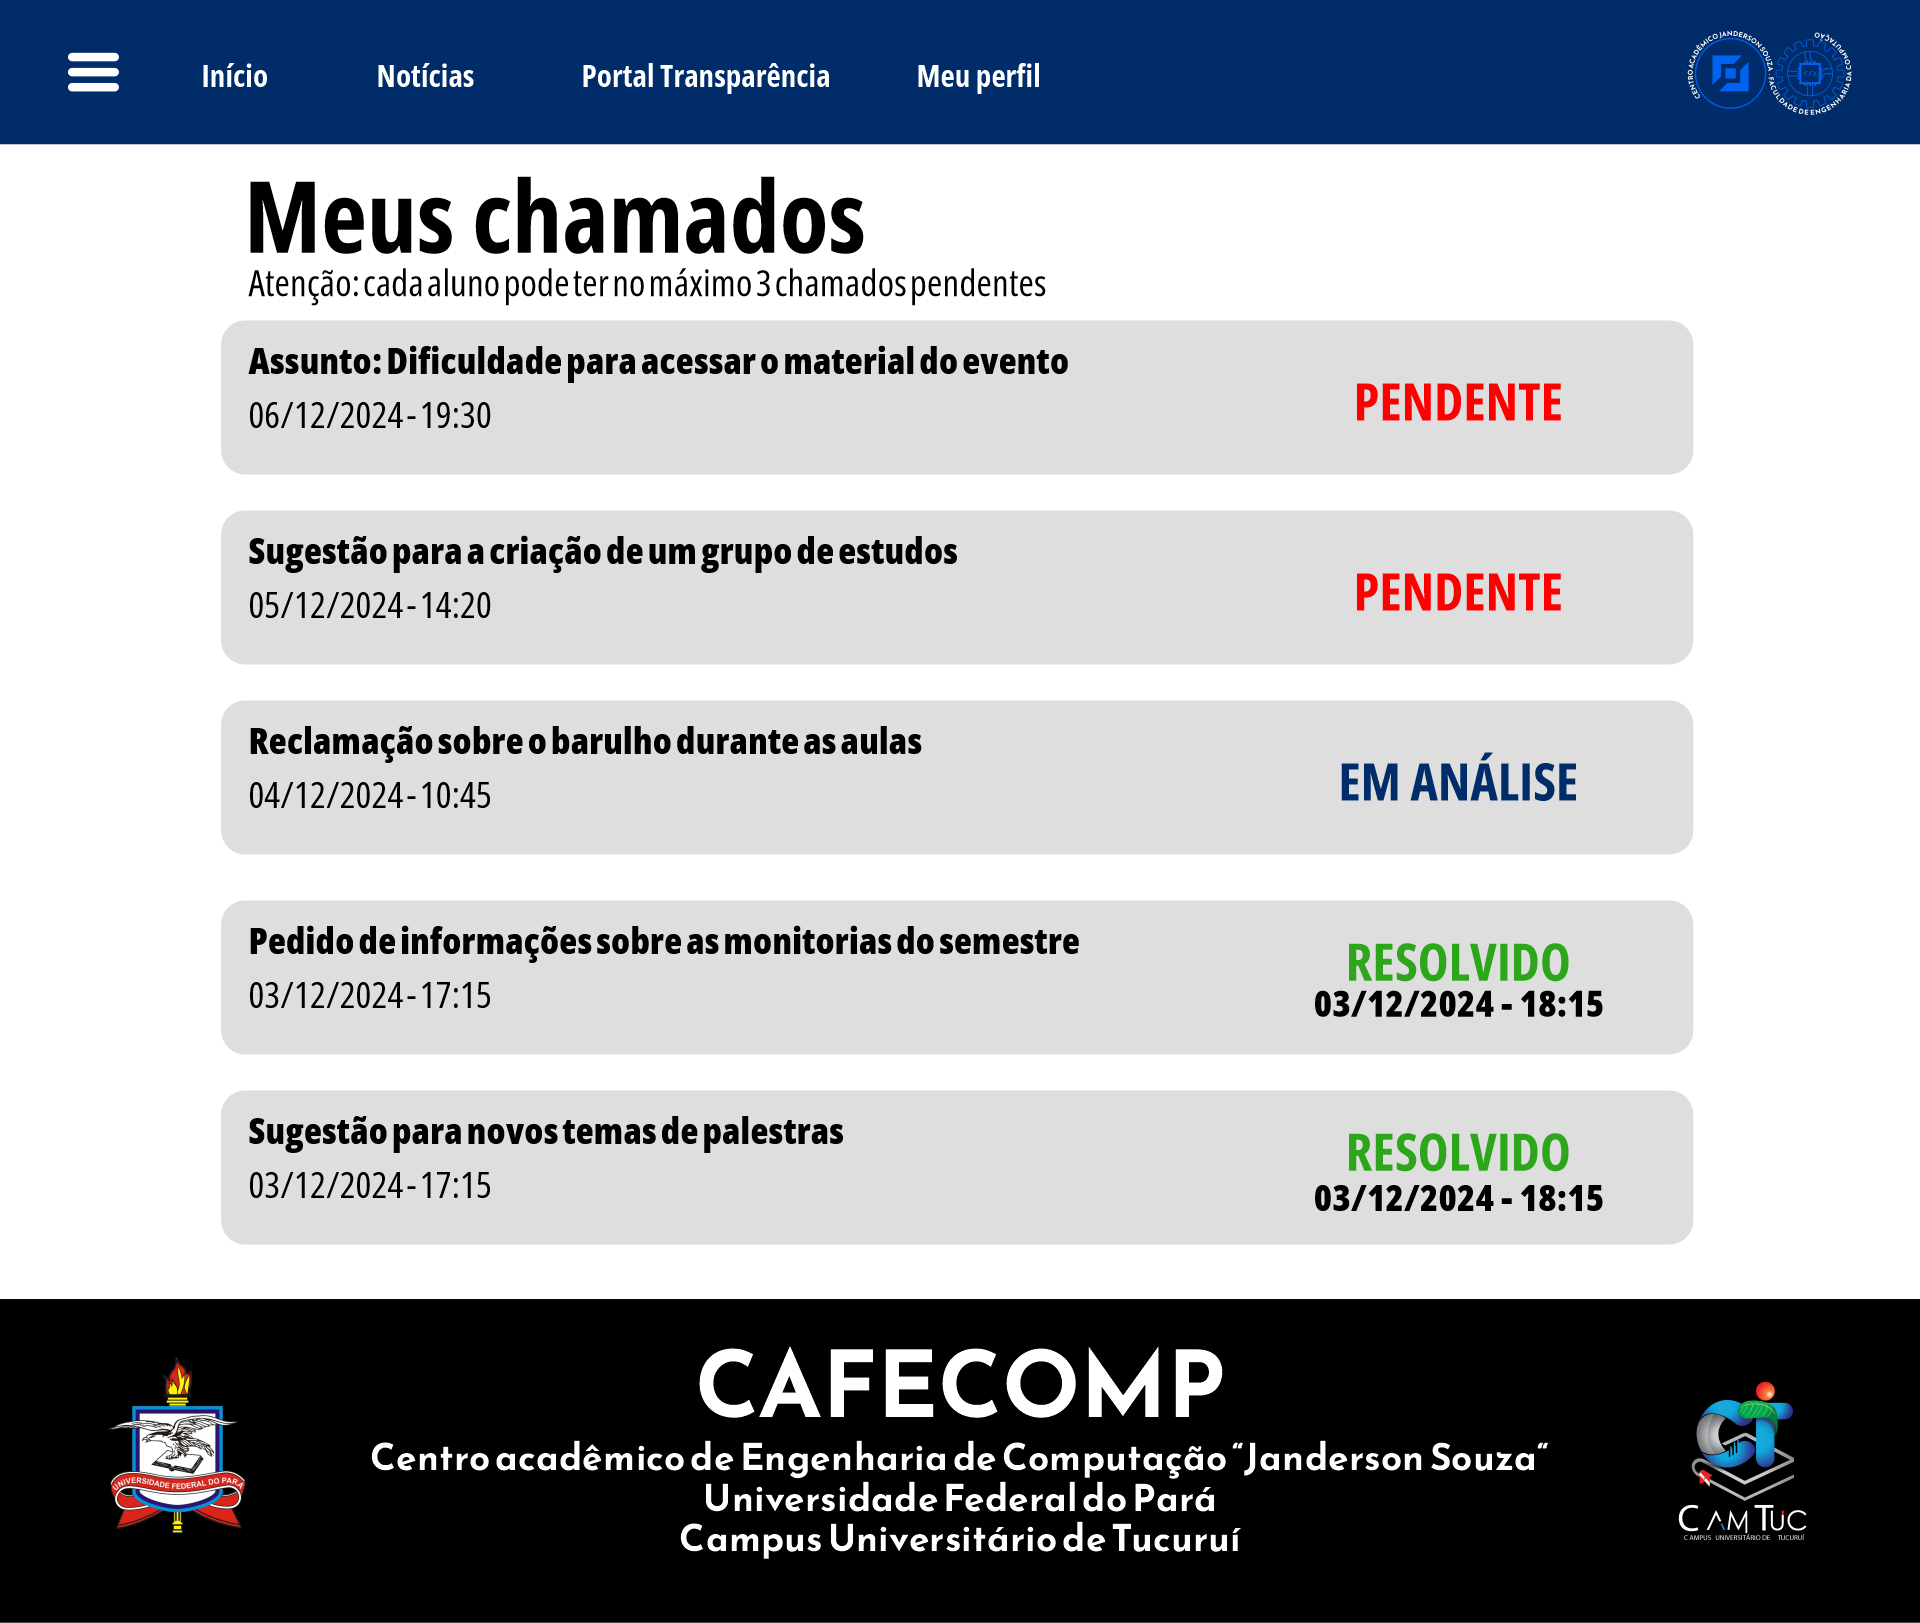 Início Notícias Portal Transparência Meu perfil
CENTRO ACADÊMICO JANDERSON SOUZA . FACULDADE DE ENGENHARIA DA COMPUTAÇÃO
Meus chamados
Atenção: cada aluno pode ter no máximo 3 chamados pendentes
Assunto: Dificuldade para acessar o material do evento
06/12/2024 - 19:30
PENDENTE
Sugestão para a criação de um grupo de estudos
05/12/2024 - 14:20
PENDENTE
Reclamação sobre o barulho durante as aulas
04/12/2024 - 10:45
EM ANÁLISE
Pedido de informações sobre as monitorias do semestre
03/12/2024 - 17:15
RESOLVIDO
03/12/2024 - 18:15
Sugestão para novos temas de palestras
03/12/2024 - 17:15
RESOLVIDO
03/12/2024 - 18:15
CAFECOMP
Centro acadêmico de Engenharia de Computação “Janderson Souza“
Universidade Federal do Pará
Campus Universitário de Tucuruí
UNIVERSIDADE FEDERAL DO PARÁ
CAMTUC
CAMPUS UNIVERSITÁRIO DE TUCURUÍ